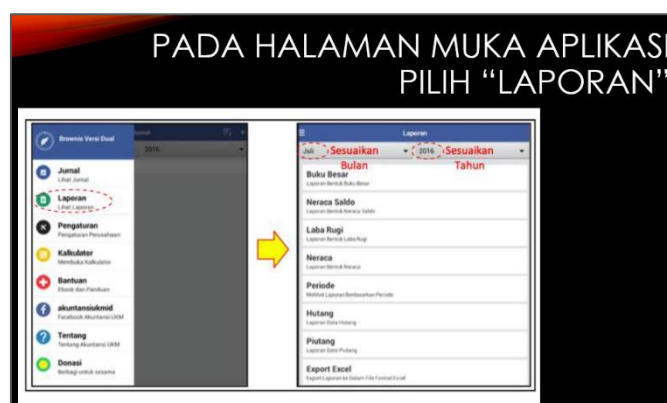 PADA HALAMAN MUKA APLIKASI
PILIH “LAPORAN”
Brownis Versi Dual
2016
Jurnal
Lihat Jurnal
Laporan
Lihat Laporan
Pengaturan
Pengaturan Perusahaan
Kalkulator
Membuka Kalkulator
Bantuan
Ebook dan Panduan
akuntansiukmid
Facebook Akuntansi UKM
Tentang
Tentang Akuntansi UKM
Donasi
Berbagi untuk sesama
Laporan
Juli Sesuaikan 2016 Sesuaikan
Bulan Tahun
Buku Besar
Laporan Bentuk Buku Besar
Neraca Saldo
Laporan Bentuk Neraca Saldo
Laba Rugi
Laporan Bentuk Laba Rugi
Neraca
Laporan Bentuk Neraca
Periode
Melihat Laporan Berdasarkan Periode
Hutang
Laporan Data Hutang
Piutang
Laporan Data Piutang
Export Excel
Export Laporan ke Dalam File Format Excel